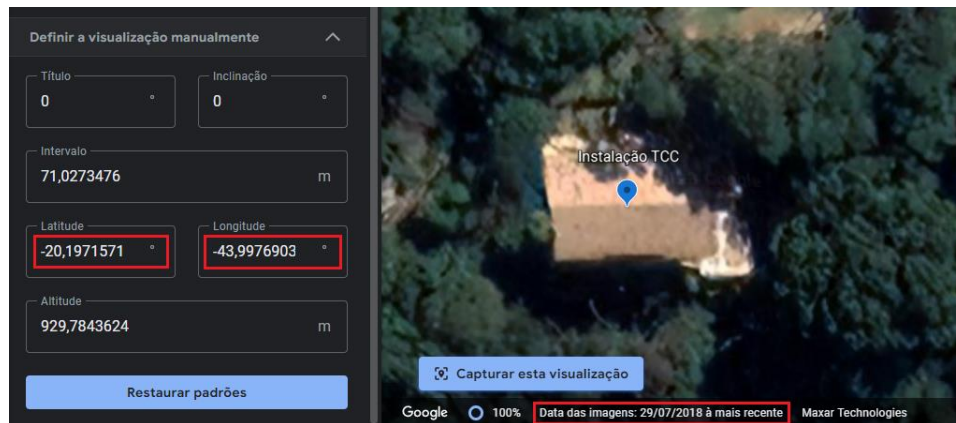 Definir a visualização manualmente
Título
Inclinação
0 °
0 °
Intervalo
71,0273476 m
Latitude
Longitude
-20,1971571 °
-43,9976903 °
Altitude
929,7843624 m
Restaurar padrões
Instalação TCC
Google
Capturar esta visualização
Google 100% Data das imagens: 29/07/2018 à mais recente Maxar Technologies